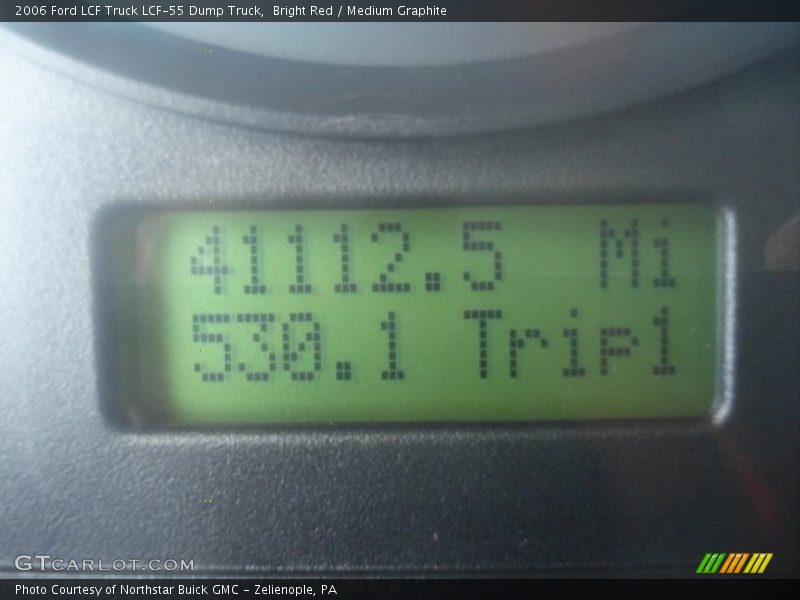 2006 Ford LCF Truck LCF-55 Dump Truck,  Bright Red / Medium Graphite
41112.5 Mi
530.1 Trip1
GTCARLOT.COM
Photo Courtesy of Northstar Buick GMC - Zelienople, PA